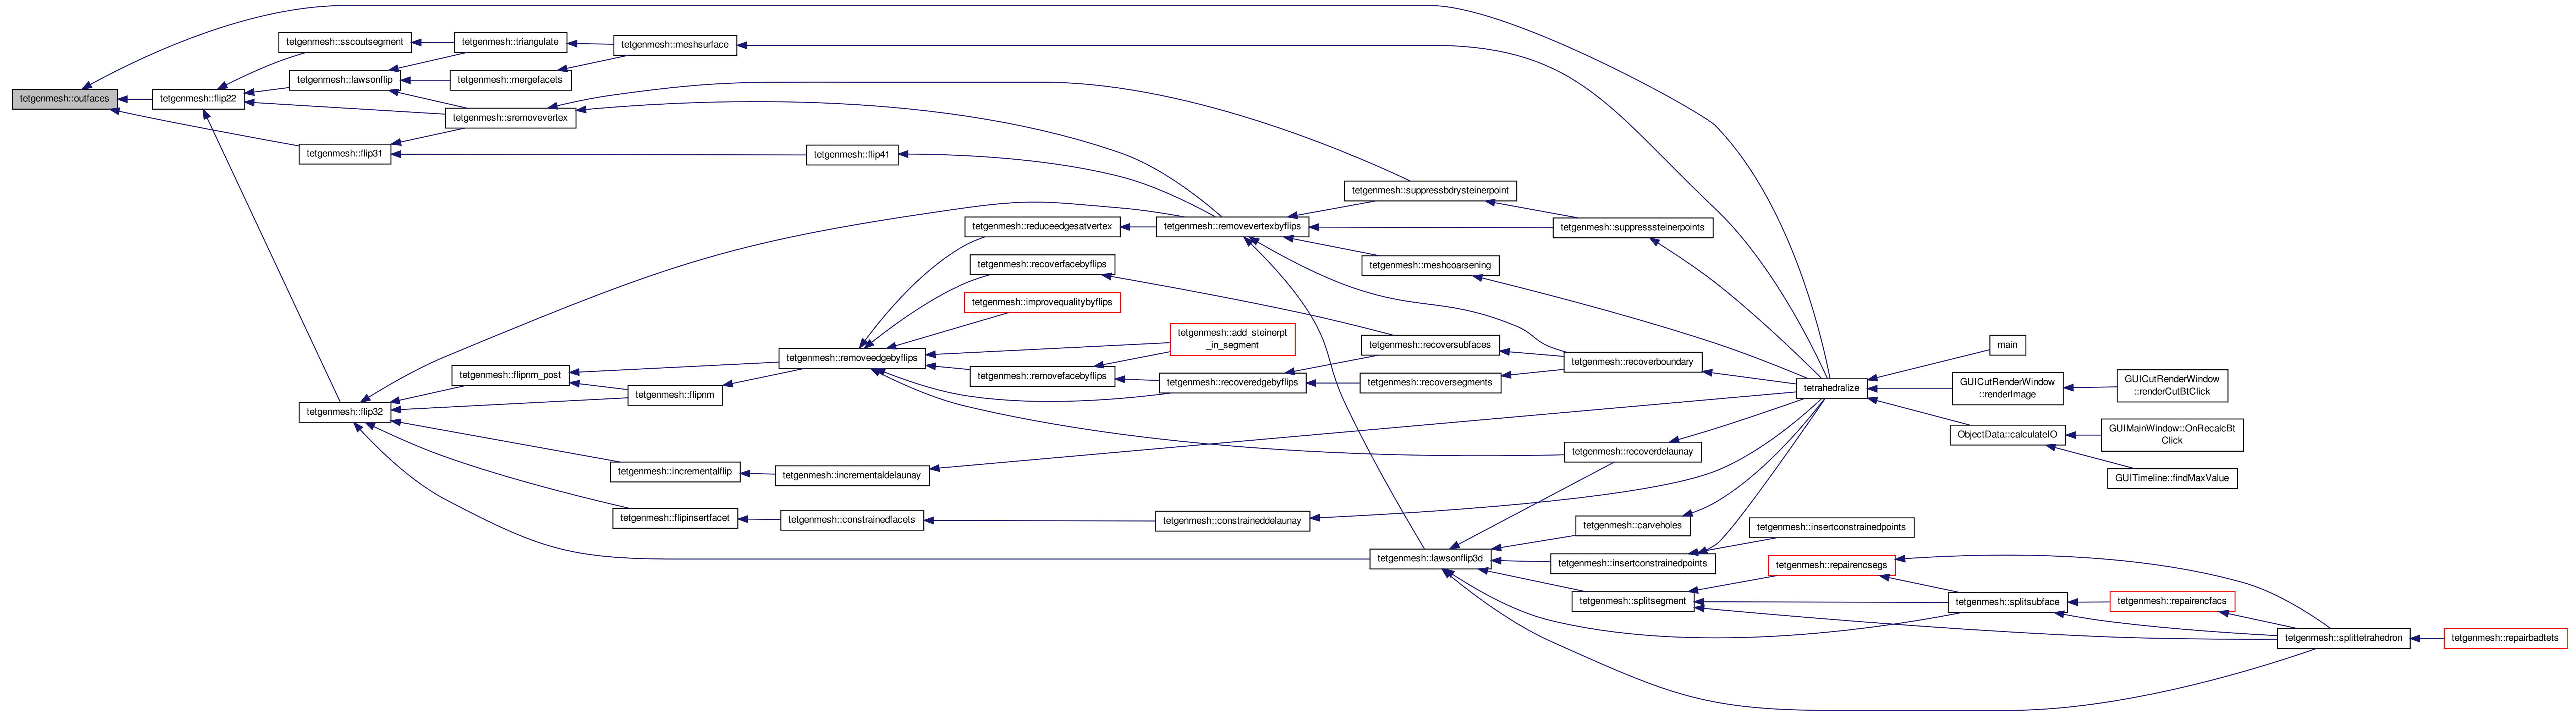 tetgenmesh::outfaces
tetgenmesh::flip22
tetgenmesh::sscoutsegment
tetgenmesh::lawsonflip
tetgenmesh::flip31
tetgenmesh::flip32
tetgenmesh::triangulate
tetgenmesh::mergefacets
tetgenmesh::sremovevertex
tetgenmesh::flipnm_post
tetgenmesh::meshsurface
tetgenmesh::flipnm
tetgenmesh::incrementalflip
tetgenmesh::flipinsertfacet
tetgenmesh::flip41
tetgenmesh::removeedgebyflips
tetgenmesh::incrementaldelaunay
tetgenmesh::constrainedfacets
tetgenmesh::reduceedgesatvertex
tetgenmesh::recoverfacebyflips
tetgenmesh::improvequalitybyflips
tetgenmesh::removefacebyflips
tetgenmesh::removevertexbyflips
tetgenmesh::add_steinerpt
_in_segment
tetgenmesh::recoveredgebyflips
tetgenmesh::constraineddelaunay
tetgenmesh::suppressbdrysteinerpoint
tetgenmesh::meshcoarsening
tetgenmesh::recoversubfaces
tetgenmesh::recoversegments
tetgenmesh::lawsonflip3d
tetgenmesh::suppresssteinerpoints
tetgenmesh::recoverboundary
tetgenmesh::recoverdelaunay
tetgenmesh::carveholes
tetgenmesh::insertconstrainedpoints
tetgenmesh::splitsegment
tetrahedralize
tetgenmesh::insertconstrainedpoints
tetgenmesh::repairencsegs
main
GUICutRenderWindow
::renderImage
ObjectData::calculateIO
tetgenmesh::splitsubface
GUICutRenderWindow
::renderCutBtClick
GUIMainWindow::OnRecalcBt
Click
GUITimeline::findMaxValue
tetgenmesh::repairencfacs
tetgenmesh::splittetrahedron
tetgenmesh::repairbadtets